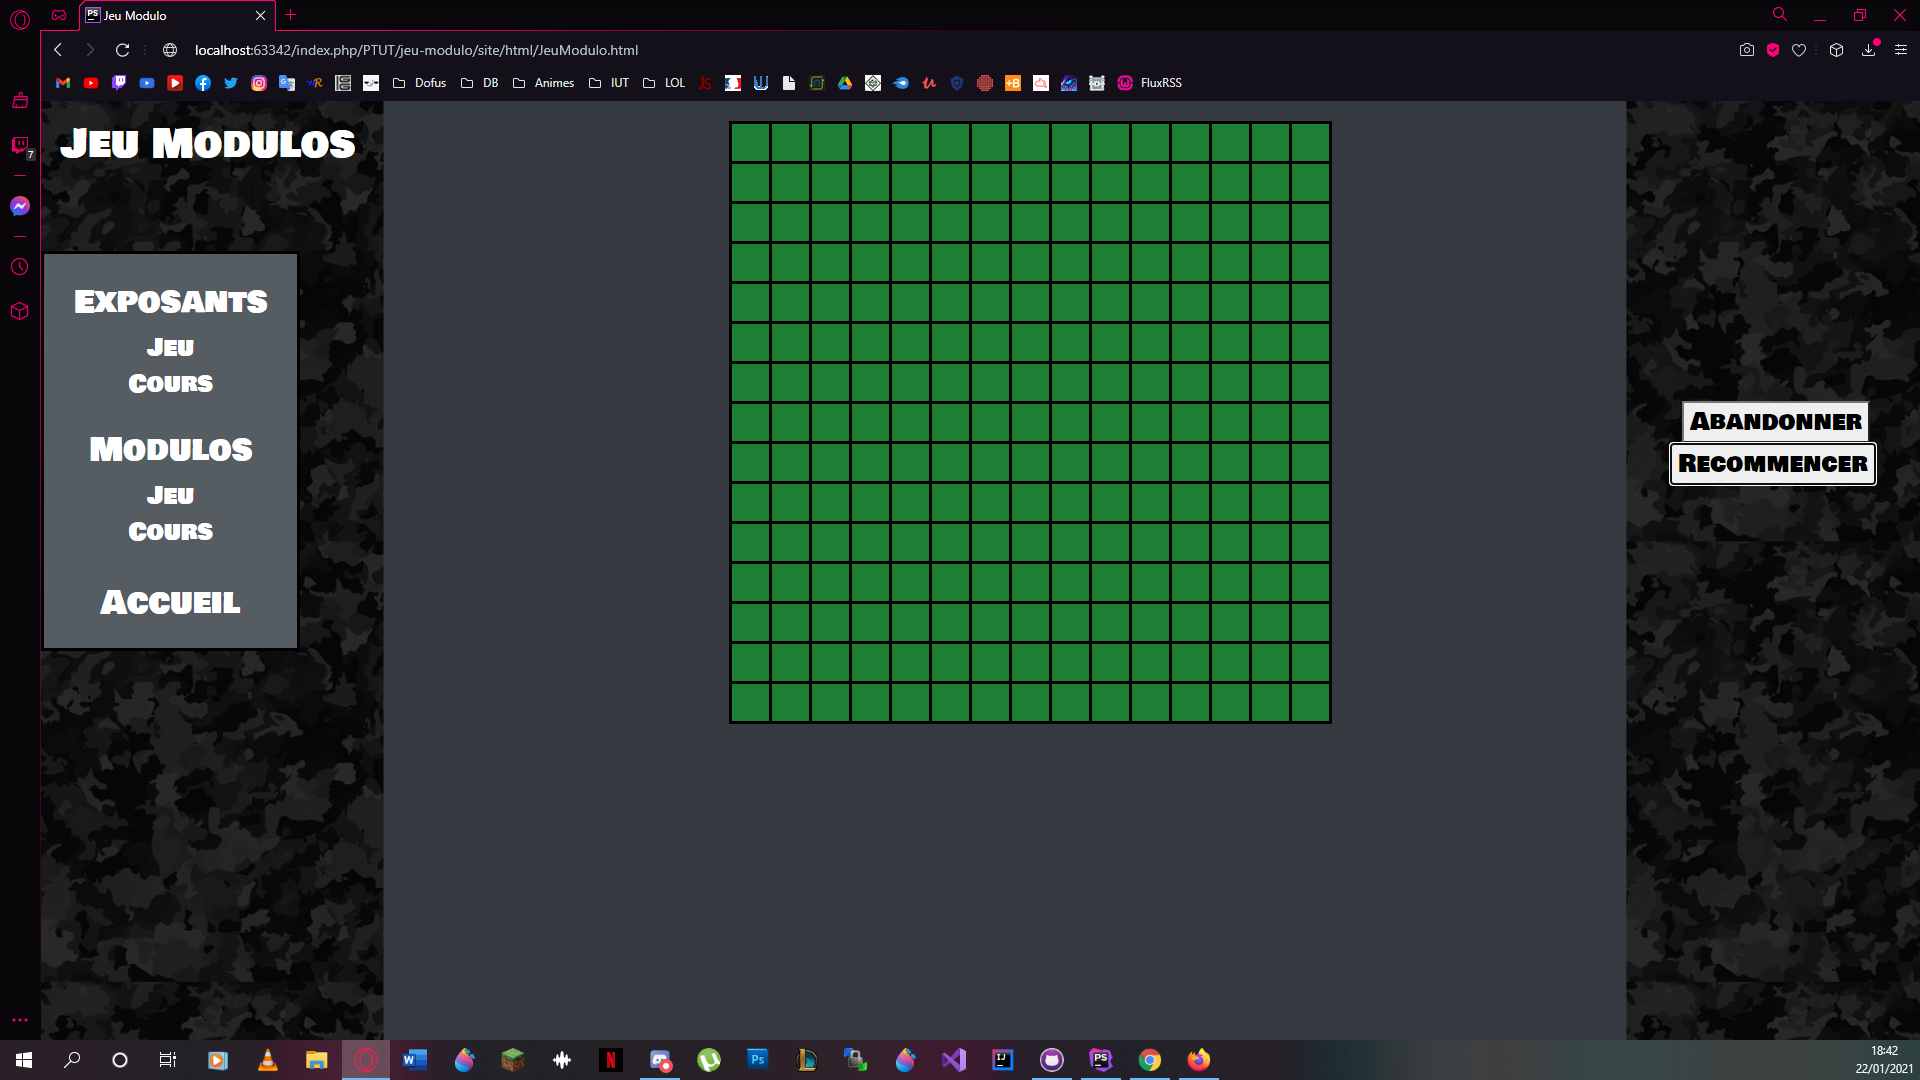 Jeu Modulo
localhost:63342/index.php/PTUT/jeu-modulo/site/html/JeuModulo.html
Dofus DB Animes IUT LOL FluxRSS
Jeu Modulos
7
Exposants
Jeu
Cours
Modulos
Jeu
Cours
Accueil
Abandonner
Recommencer
18:42
22/01/2021